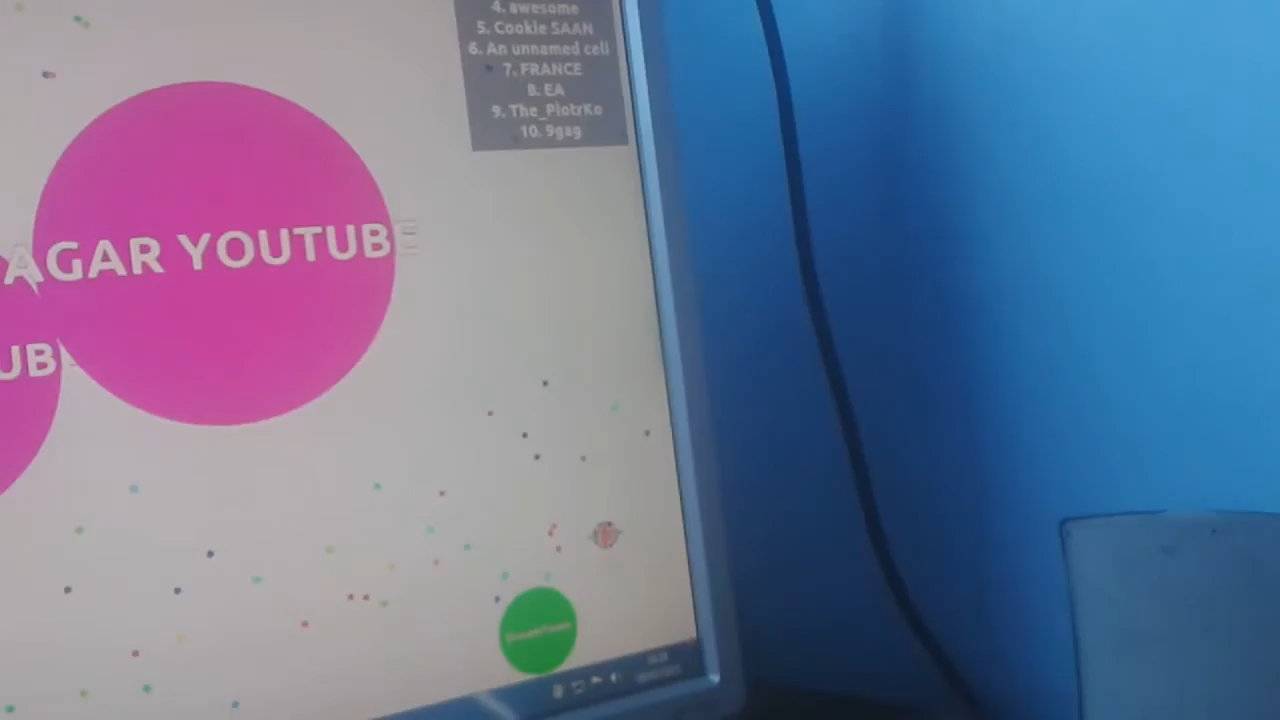 4. awesome
5. Cookie SAAN
6. An unnamed cell
7. FRANCE
8. EA
9. The_PiotrKo
10. 9gag
AGAR YOUTUBE
UB